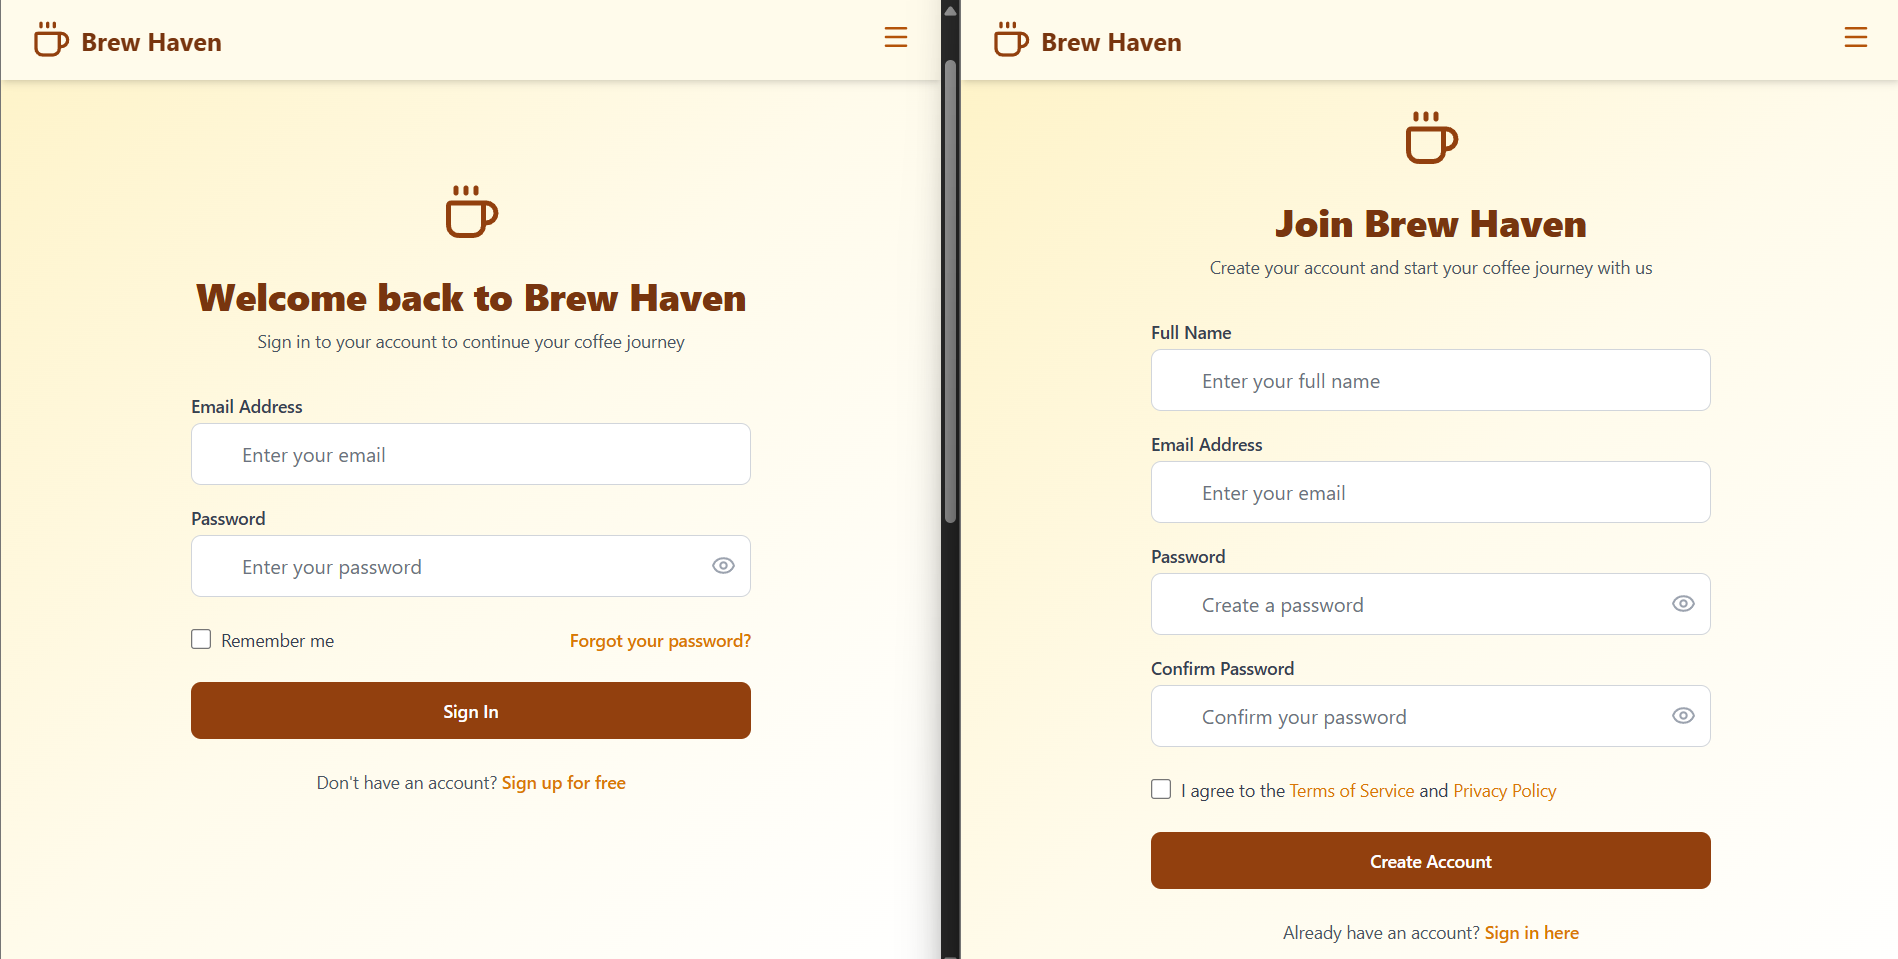 Brew Haven
Welcome back to Brew Haven
Sign in to your account to continue your coffee journey
Email Address
Enter your email
Password
Enter your password
Remember me
Forgot your password?
Sign In
Don't have an account? Sign up for free
Brew Haven
Join Brew Haven
Create your account and start your coffee journey with us
Full Name
Enter your full name
Email Address
Enter your email
Password
Create a password
Confirm Password
Confirm your password
I agree to the Terms of Service and Privacy Policy
Create Account
Already have an account? Sign in here